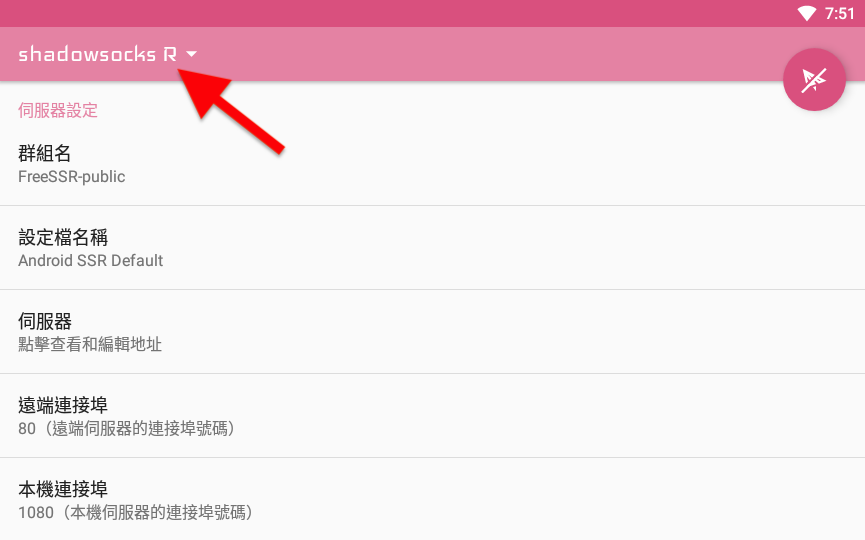 7:51
shadowsocks R
伺服器設定
群組名
FreeSSR-public
設定檔名稱
Android SSR Default
伺服器
點擊查看和編輯地址
遠端連接埠
80（遠端伺服器的連接埠號碼）
本機連接埠
1080（本機伺服器的連接埠號碼）